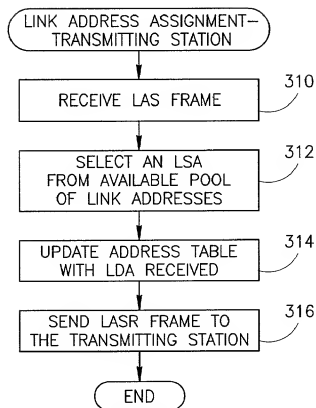 LINK ADDRESS ASSIGNMENT-
TRANSMITTING STATION
310
RECEIVE LAS FRAME
312
SELECT AN LSA
FROM AVAILABLE POOL
OF LINK ADDRESSES
314
UPDATE ADDRESS TABLE
WITH LDA RECEIVED
316
SEND LASR FRAME TO
THE TRANSMITTING STATION
END